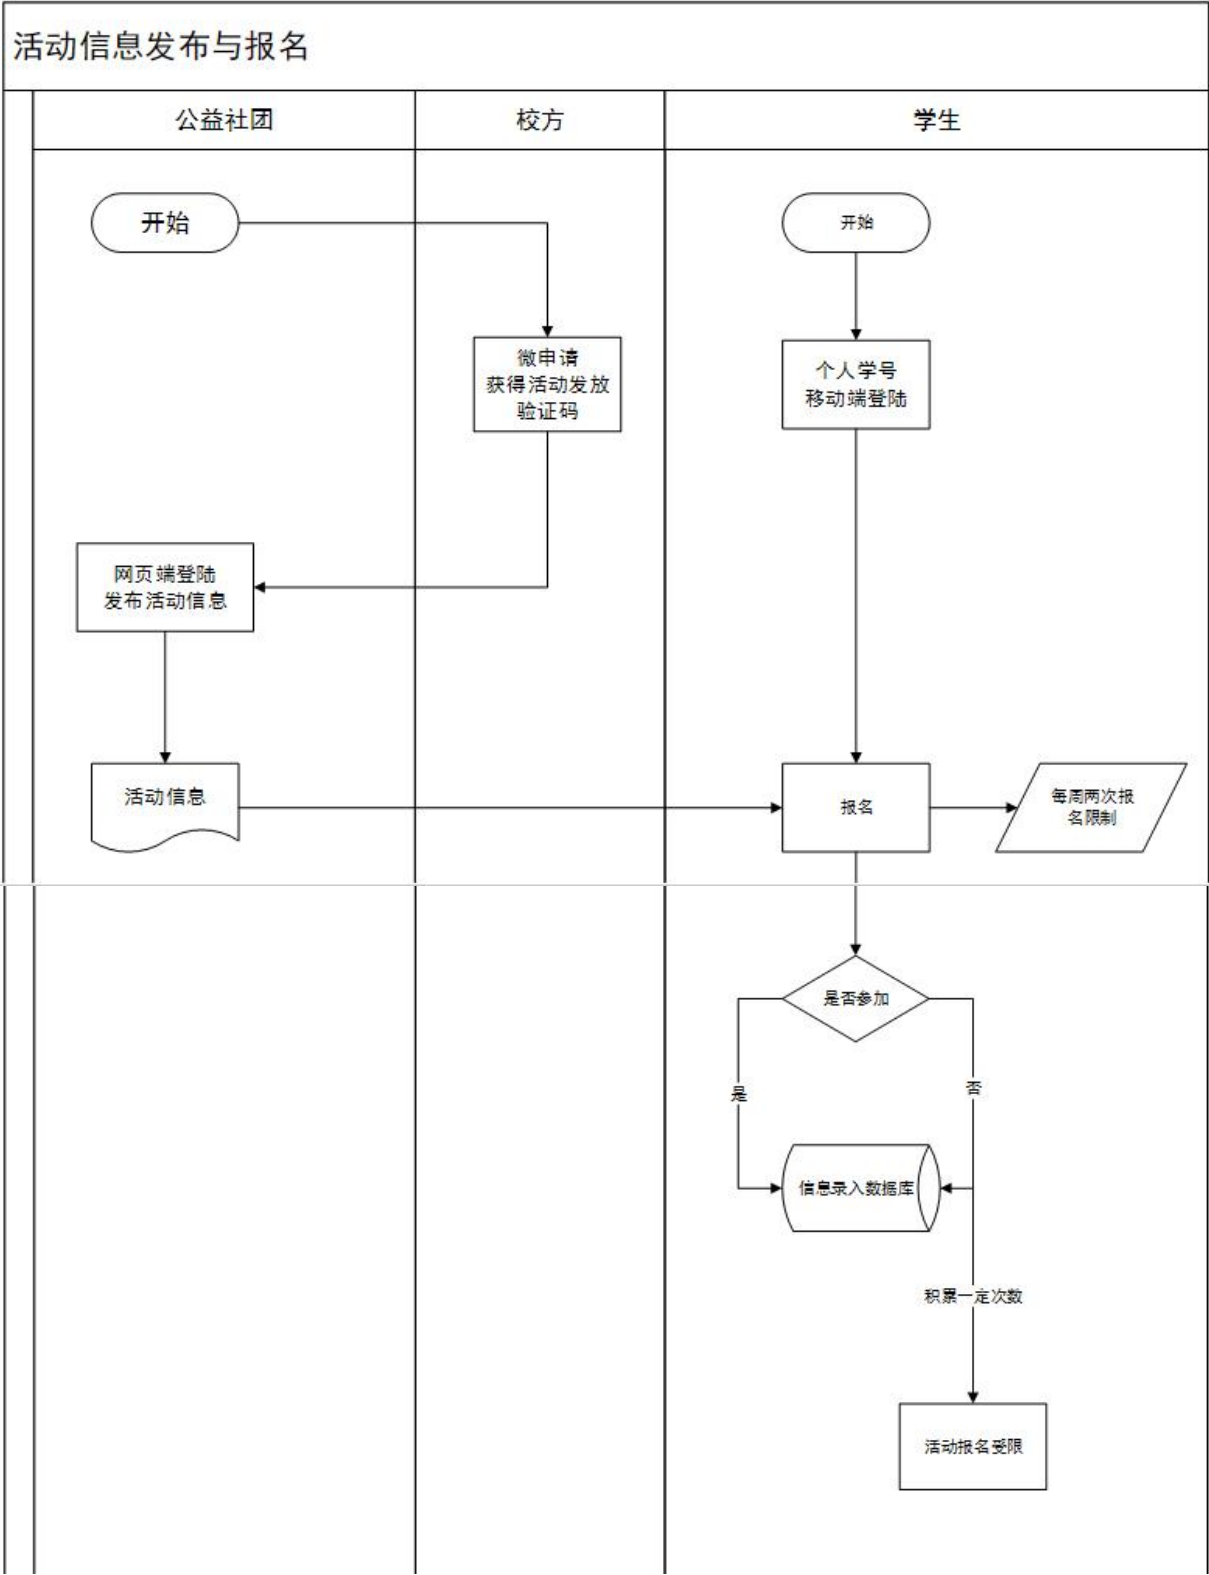 活动信息发布与报名
公益社团
校方
学生
开始
开始
微申请
获得活动发放
验证码
个人学号
移动端登陆
网页端登陆
发布活动信息
活动信息
报名
每周两次报
名限制
是否参加
是
否
信息录入数据库
积累一定次数
活动报名受限